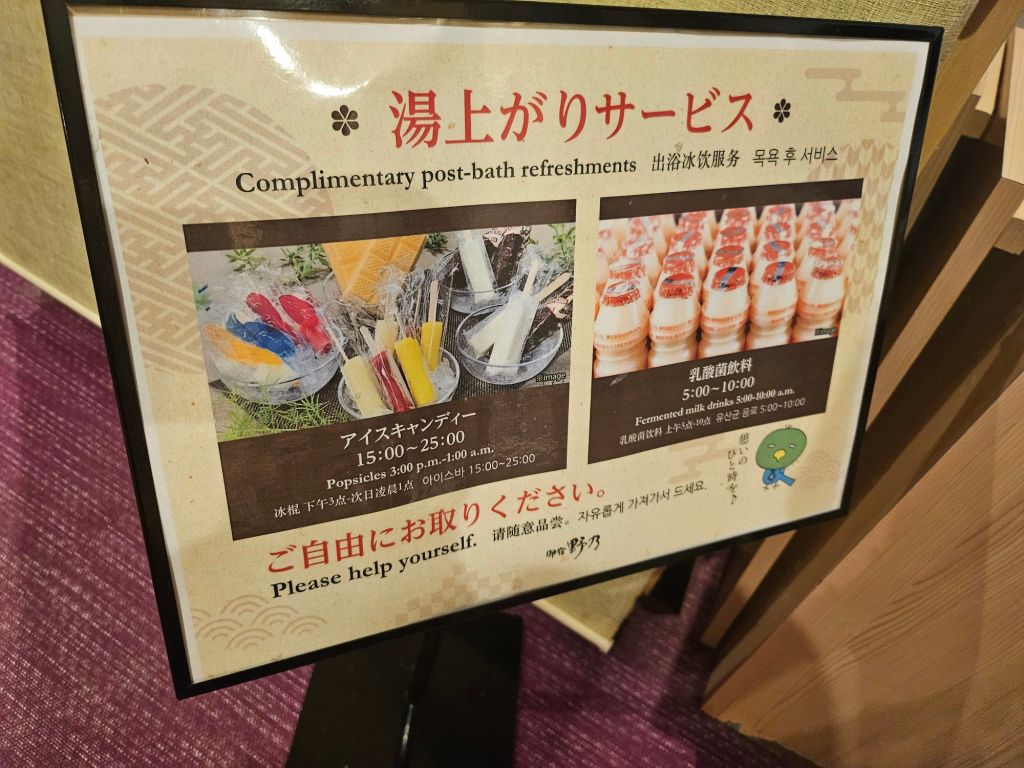 湯上がりサービス
Complimentary post-bath refreshments 出浴冰饮服务 목욕 후 서비스
※image
アイスキャンディー
15:00～25:00
Popsicles 3:00 p.m.-1:00 a.m.
冰棍 下午3点-次日凌晨1点 아이스바 15:00~25:00
※image
乳酸菌飲料
5:00～10:00
Fermented milk drinks 5:00-10:00 a.m.
乳酸菌饮料 上午5点-10点 유산균 음료 5:00~10:00
憩いの
ひと時を♪
ご自由にお取りください。
Please help yourself. 请随意品尝。자유롭게 가져가서 드세요.
御宿 野乃